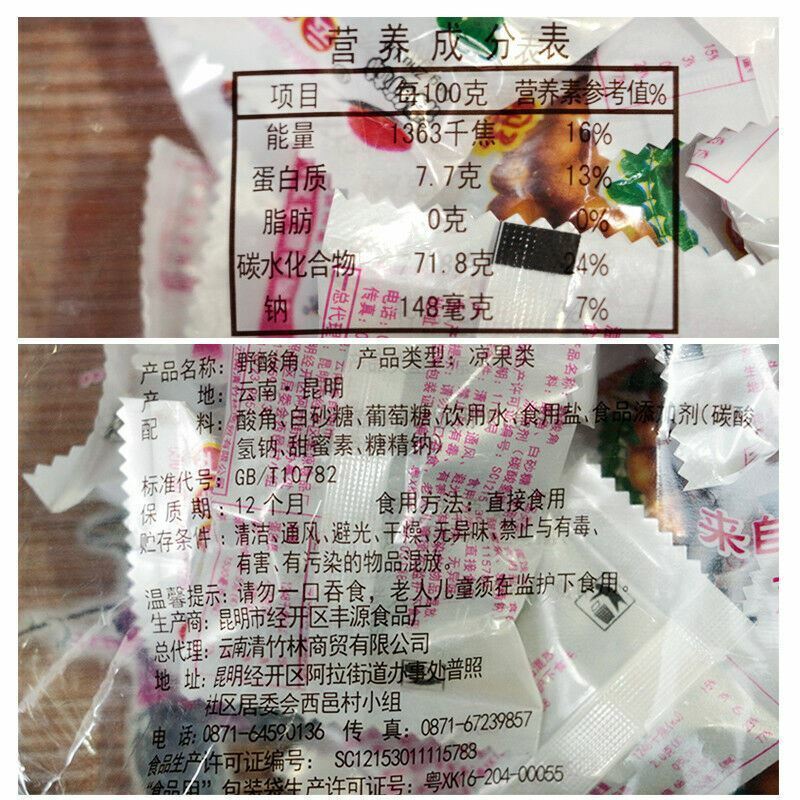 营养成分表
项目 每100克 营养素参考值%
能量 1363千焦 16%
蛋白质 7.7克 13%
脂肪 0克 0%
碳水化合物 71.8克 24%
钠 148毫克 7%
产品名称: 野酸角 产品类型: 凉果类
产 地: 云南·昆明
配 料: 酸角、白砂糖、葡萄糖、饮用水、食用盐、食品添加剂(碳酸
氢钠、甜蜜素、糖精钠)
标准代号: GB/T10782
保 质 期: 12个月 食用方法: 直接食用
贮存条件: 清洁、通风、避光、干燥、无异味、禁止与有毒、
有害、有污染的物品混放。
温馨提示: 请勿一口吞食, 老人儿童须在监护下食用。
生产商: 昆明市经开区丰源食品厂
总代理: 云南清竹林商贸有限公司
地 址: 昆明经开区阿拉街道办事处普照
社区居委会西邑村小组
电 话: 0871-64590136 传 真: 0871-67239857
食品生产许可证编号: SC12153011115783
“食品用”包装袋生产许可证号: 粤XK16-204-00055
来自